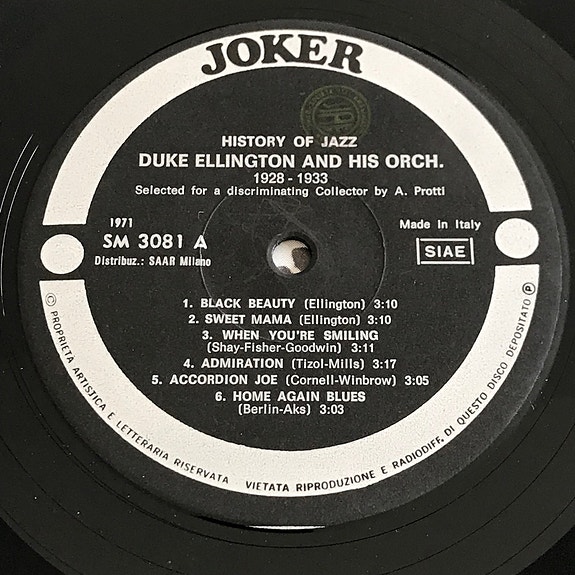 JOKER
HISTORY OF JAZZ
DUKE ELLINGTON AND HIS ORCH.
1928 - 1933
Selected for a discriminating Collector by A. Protti
1971
SM 3081 A
Distribuz.: SAAR Milano
Made in Italy
SIAE
1. BLACK BEAUTY (Ellington) 3:10
2. SWEET MAMA (Ellington) 3:10
3. WHEN YOU'RE SMILING
(Shay-Fisher-Goodwin) 3:11
4. ADMIRATION (Tizol-Mills) 3:17
5. ACCORDION JOE (Cornell-Winbrow) 3:05
6. HOME AGAIN BLUES
(Berlin-Aks) 3:03
© PROPRIETA ARTISTICA E LETTERARIA RISERVATA VIETATA RIPRODUZIONE E RADIODIFF. DI QUESTO DISCO DEPOSITATO ℗